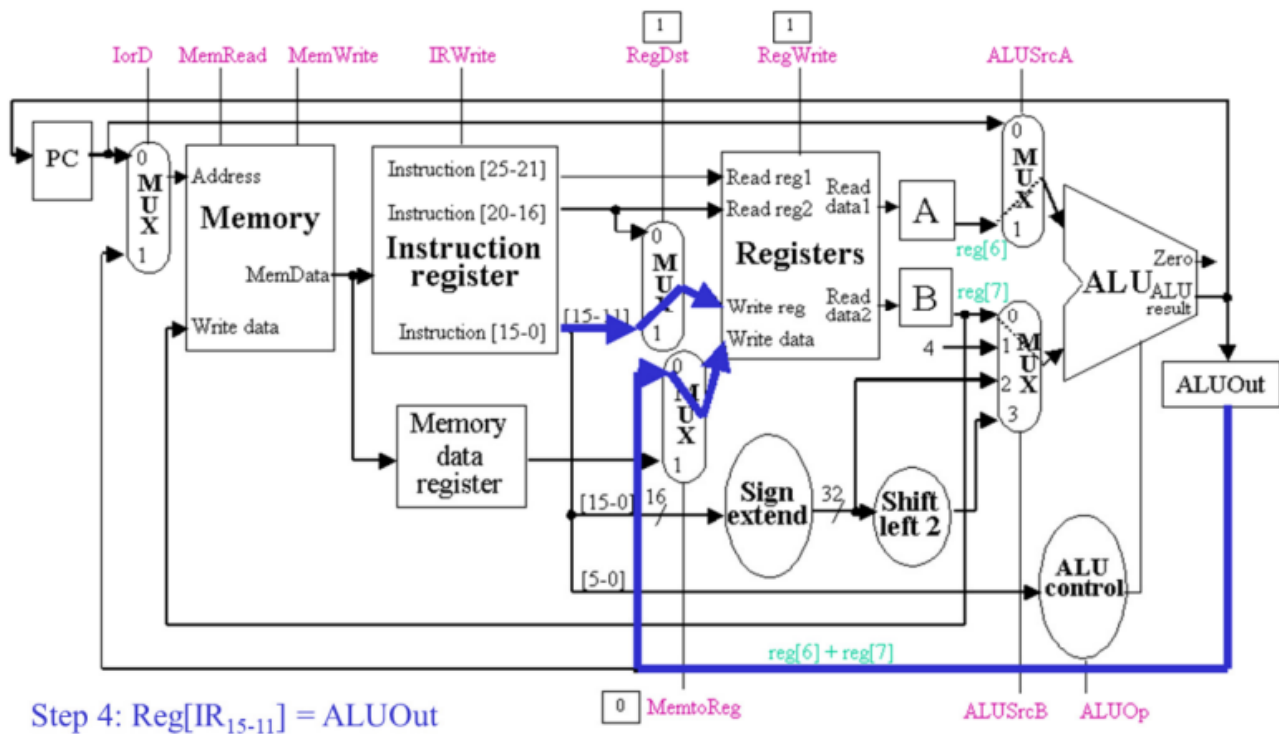 1
1
IorD MemRead MemWrite IRWrite RegDst RegWrite ALUSrcA
PC
0
M
U
X
1
Address
Memory
MemData
Write data
Instruction [25-21]
Instruction [20-16]
Instruction
register
Instruction [15-0]
[15-11]
0
M
U
X
1
Read reg1
Read reg2
Registers
Write reg
Write data
Read
data1
Read
data2
A
reg[6]
B
reg[7]
0
M
U
X
1
4
0
1
2
3
M
U
X
Zero
ALU
ALU
result
ALUOut
Memory
data
register
0
M
U
X
1
[15-0]
16
Sign
extend
32
Shift
left 2
[5-0]
ALU
control
reg[6] + reg[7]
0
MemtoReg
ALUSrcB
ALUOp
Step 4: Reg[IR15-11] = ALUOut